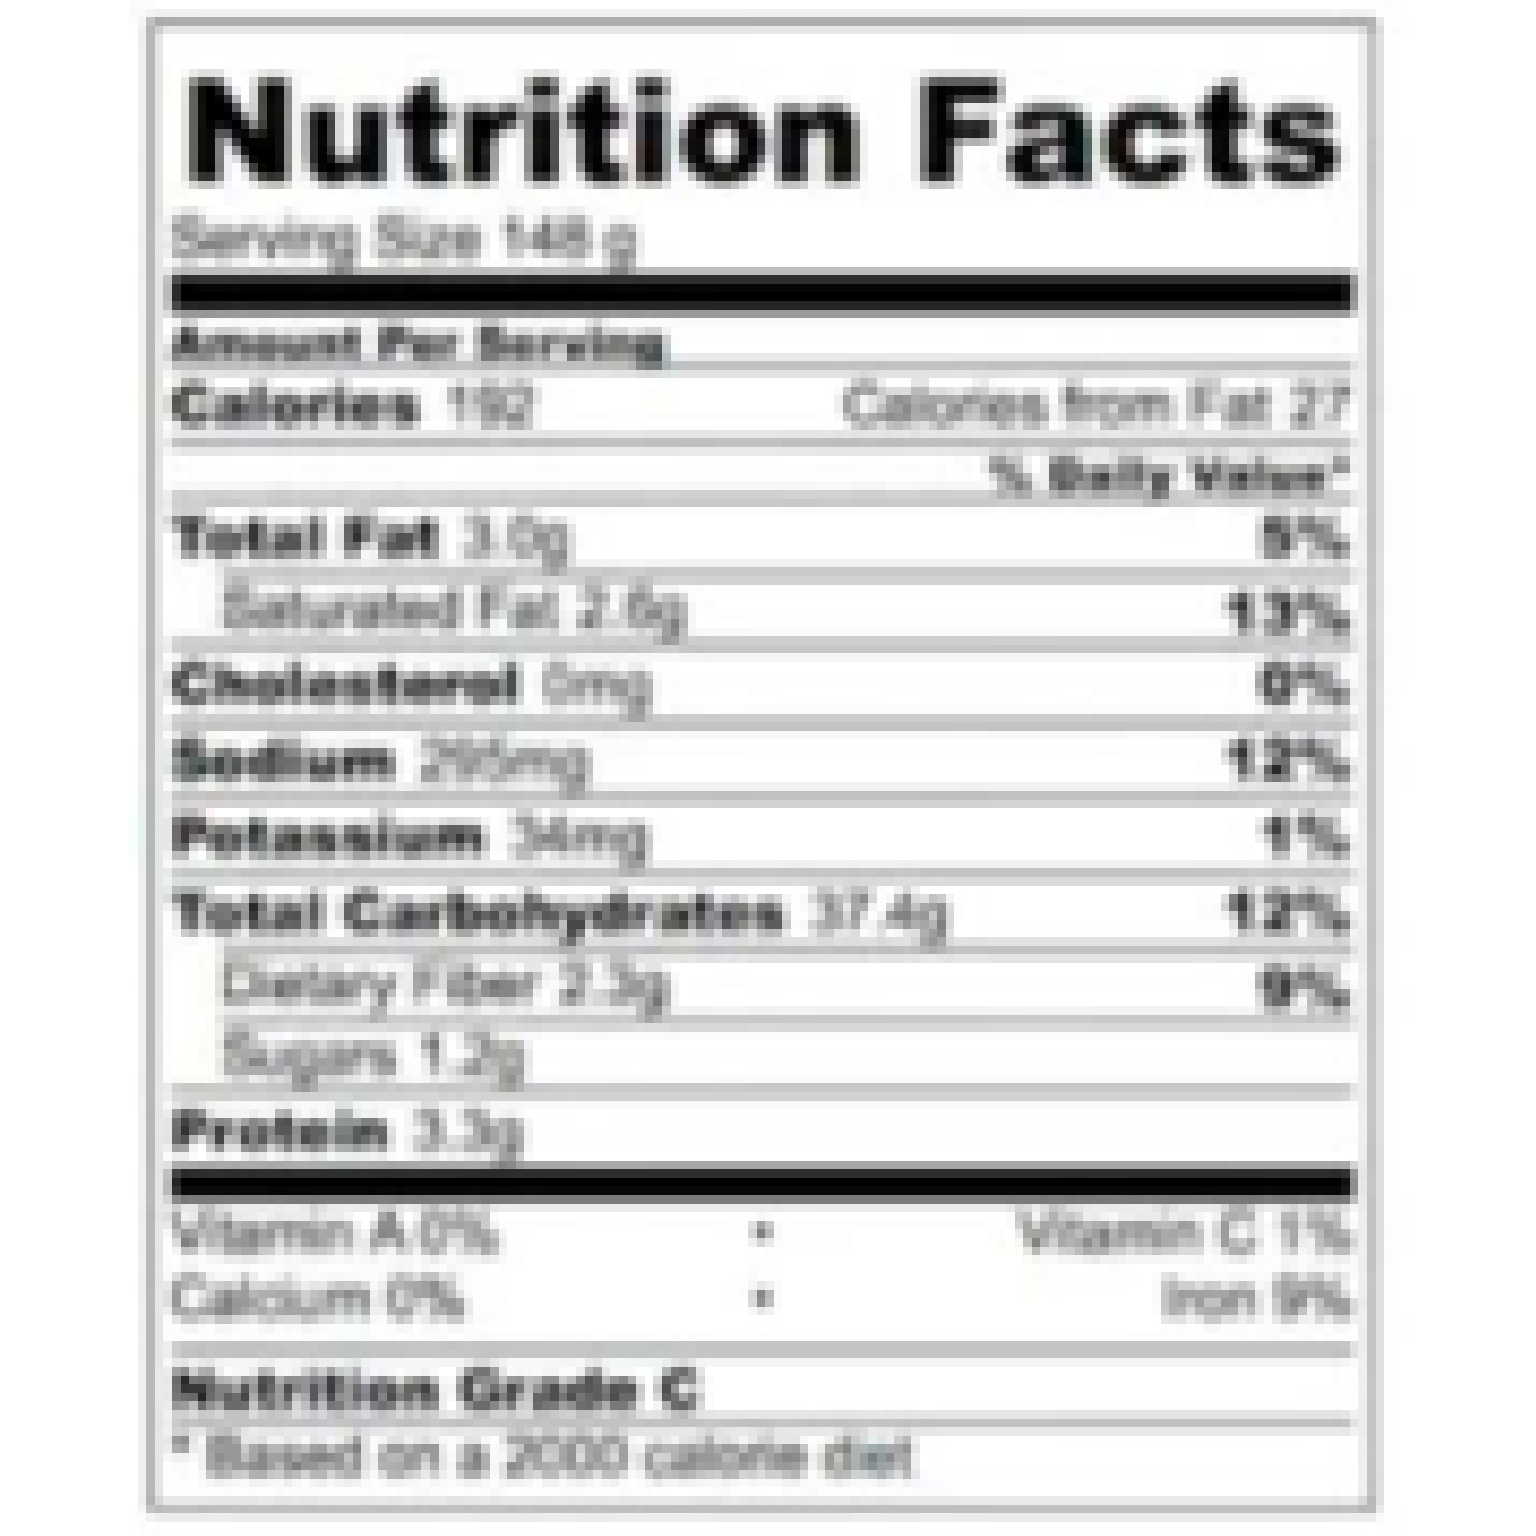 Nutrition Facts
Serving Size 148 g
Amount Per Serving
Calories 192 Calories from Fat 27
% Daily Value*
Total Fat 3.0g 5%
Saturated Fat 2.6g 13%
Cholesterol 0mg 0%
Sodium 295mg 12%
Potassium 34mg 1%
Total Carbohydrates 37.4g 12%
Dietary Fiber 2.3g 9%
Sugars 1.2g
Protein 3.3g
Vitamin A 0% • Vitamin C 1%
Calcium 0% • Iron 9%
Nutrition Grade C
* Based on a 2000 calorie diet